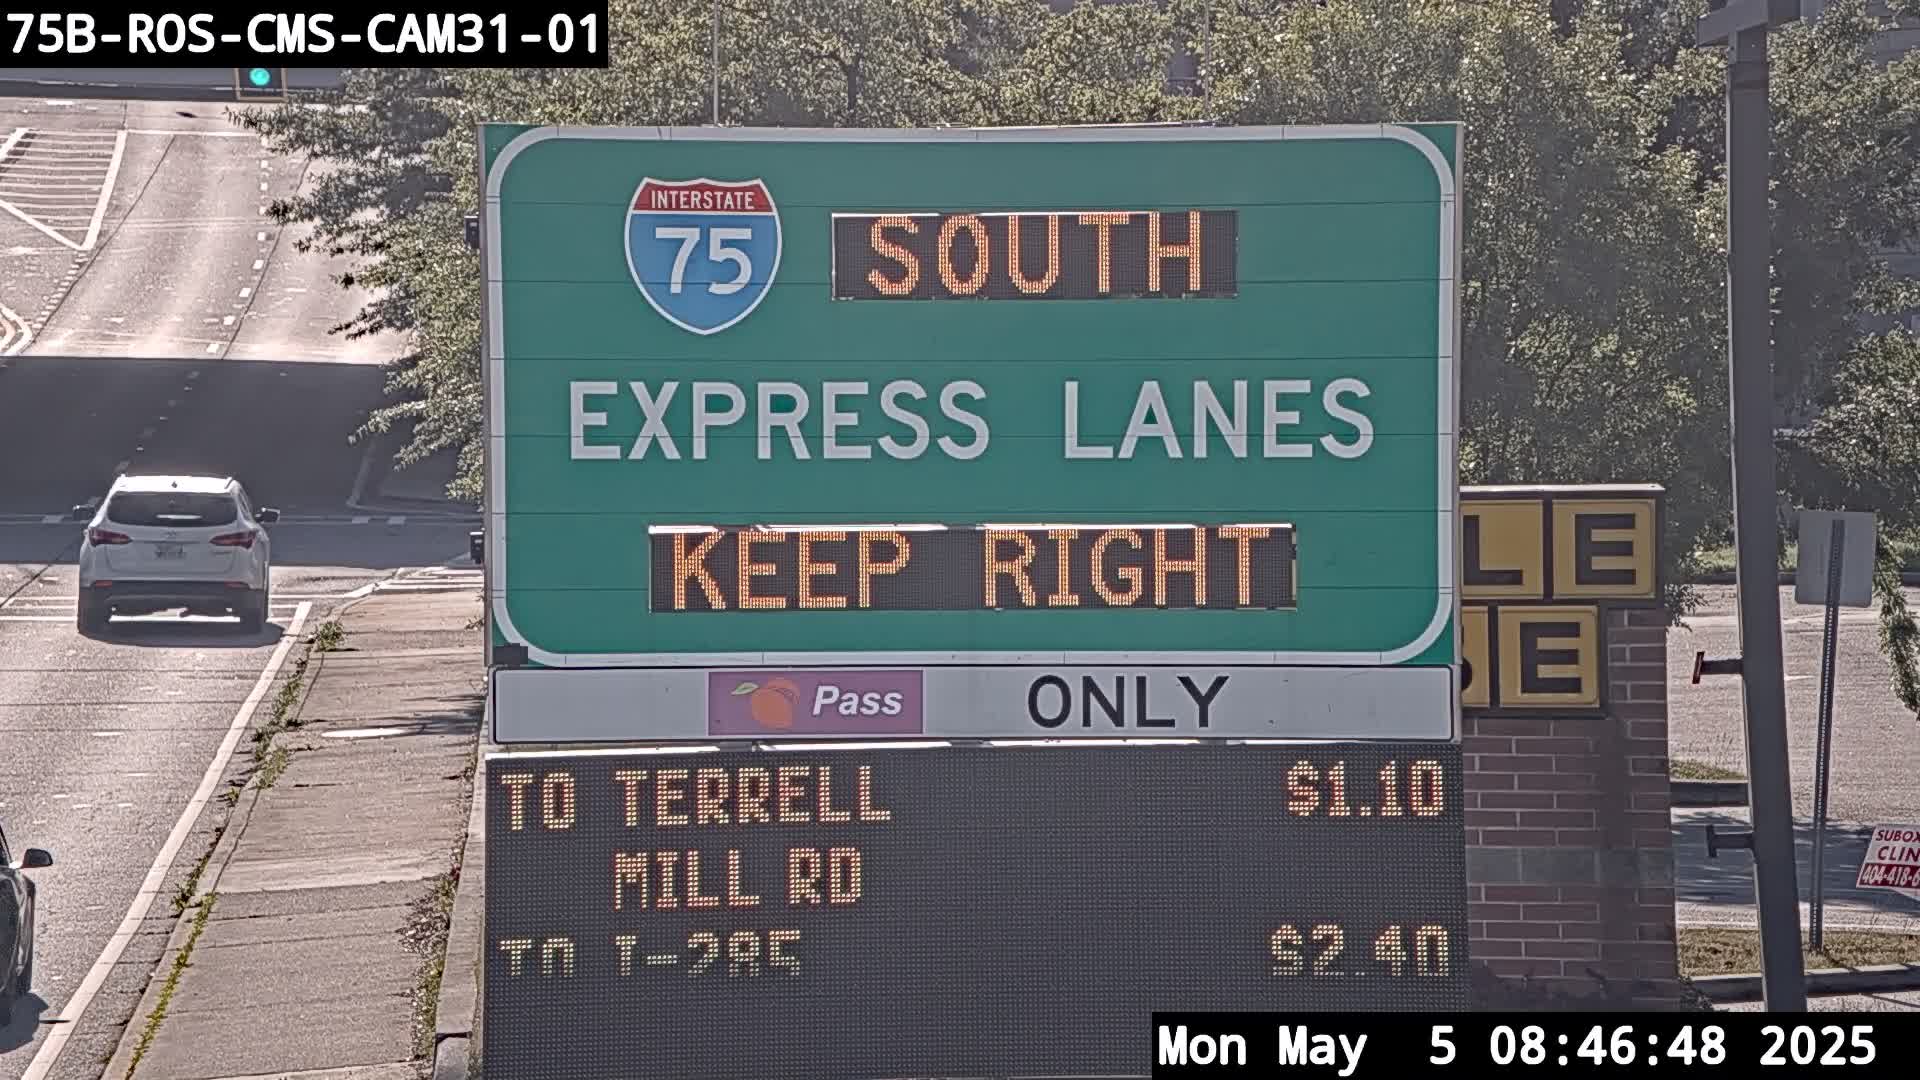 75B-ROS-CMS-CAM31-01
INTERSTATE
75
SOUTH
EXPRESS LANES
KEEP RIGHT
Pass ONLY
TO TERRELL $1.10
MILL RD
TO I-285 $2.40
LE
E
Mon May 5 08:46:48 2025